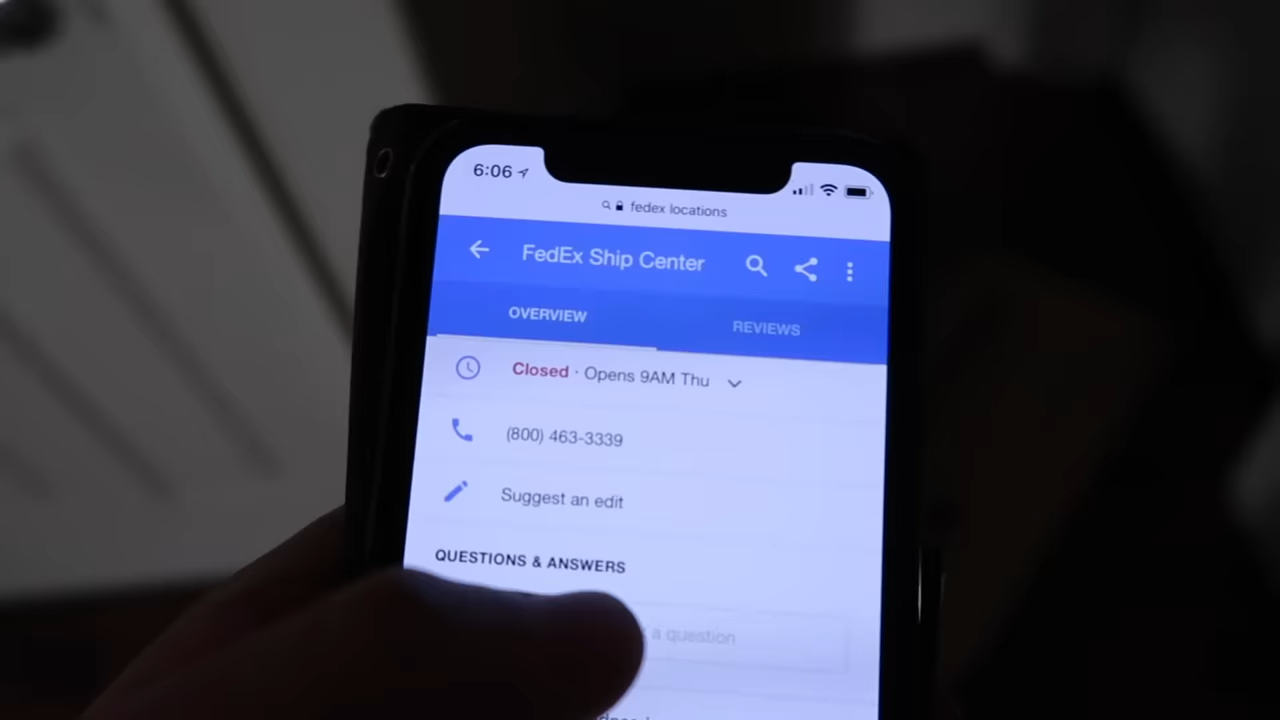 6:06
fedex locations
FedEx Ship Center
OVERVIEW
REVIEWS
Closed · Opens 9AM Thu
(800) 463-3339
Suggest an edit
QUESTIONS & ANSWERS
a question